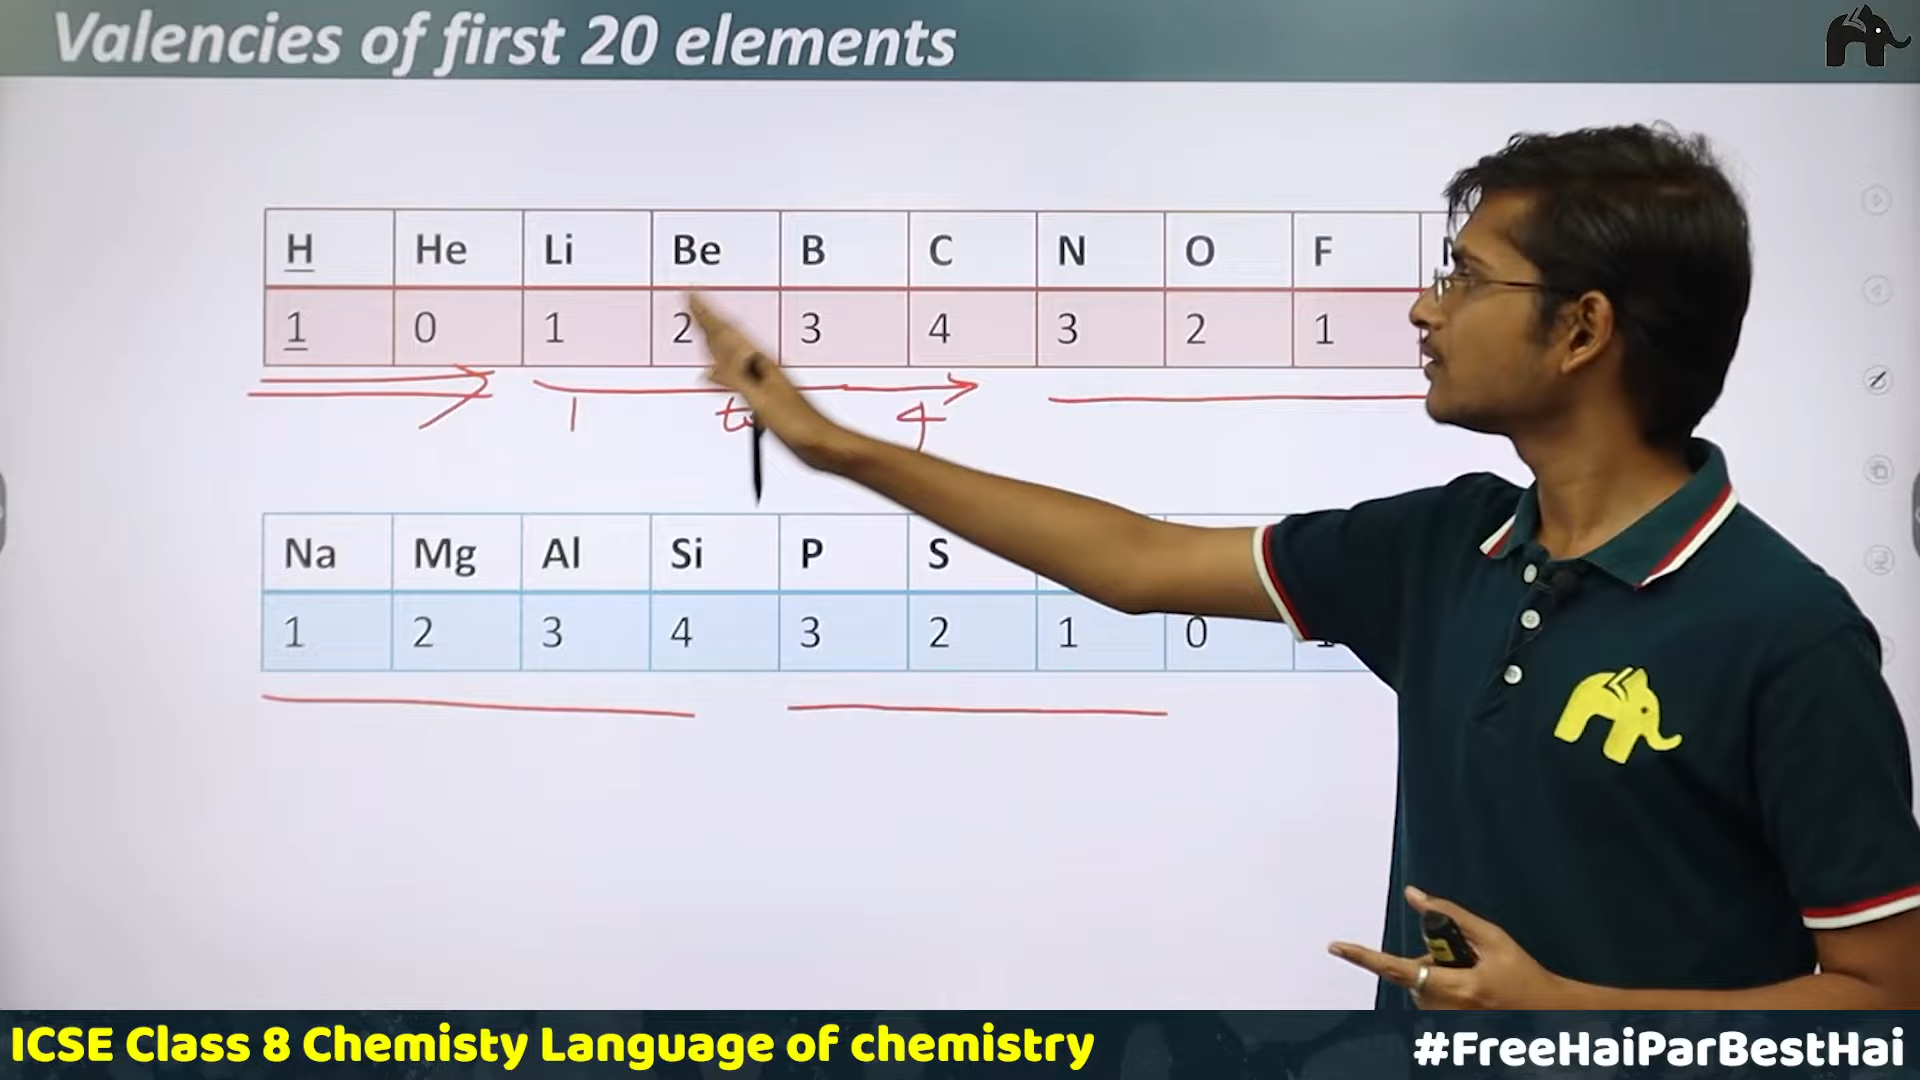 Valencies of first 20 elements
H He Li Be B C N O F
1 0 1 2 3 4 3 2 1
1 to 4
Na Mg Al Si P S
1 2 3 4 3 2 1 0
ICSE Class 8 Chemisty Language of chemistry
#FreeHaiParBestHai